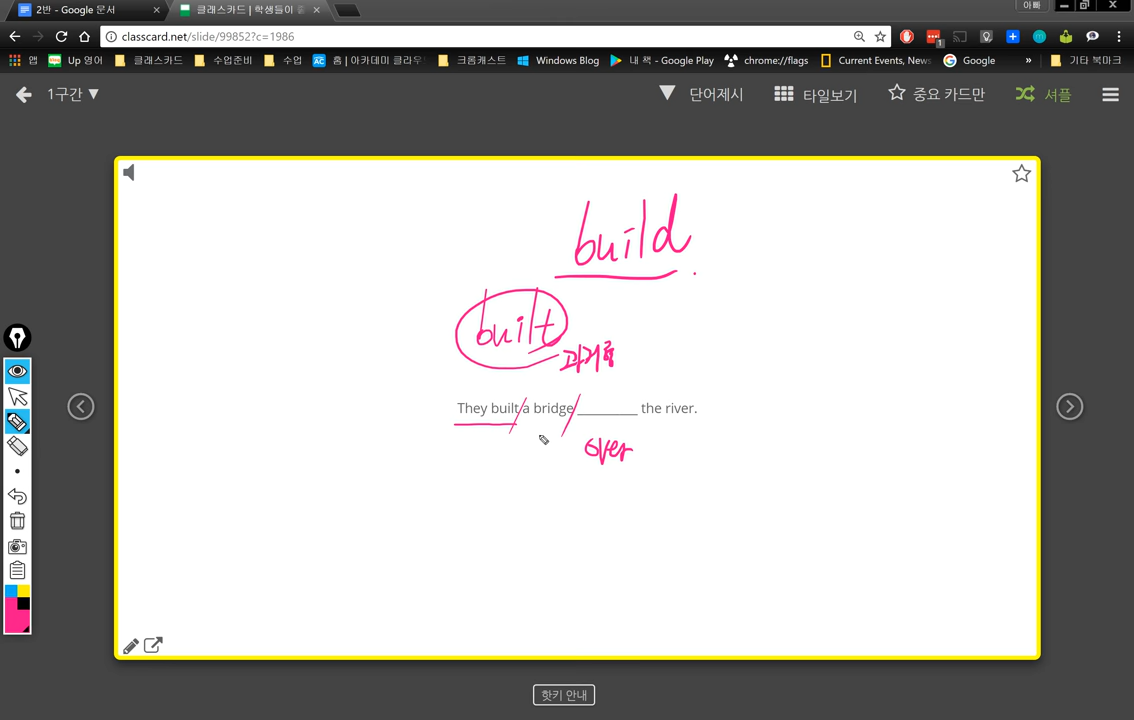 2반 - Google 문서
클래스카드 | 학생들이 좋
아빠
classcard.net/slide/99852?c=1986
앱
Up 영어
클래스카드
수업준비
수업
홈 | 아카데미 클라우
크롬캐스트
Windows Blog
내 책 - Google Play
chrome://flags
Current Events, News
Google
»
기타 북마크
1구간 ▼
단어제시
타일보기
중요 카드만
셔플
build.
built
They built / a bridge / ________ the river.
over
핫키 안내